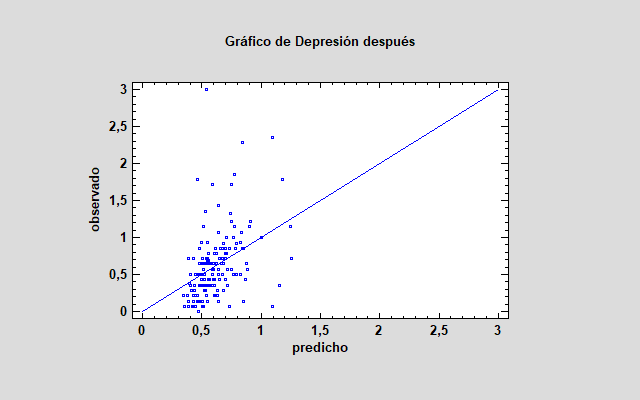 Gráfico de Depresión después
3
2,5
2
1,5
1
0,5
0
observado
0 0,5 1 1,5 2 2,5 3
predicho